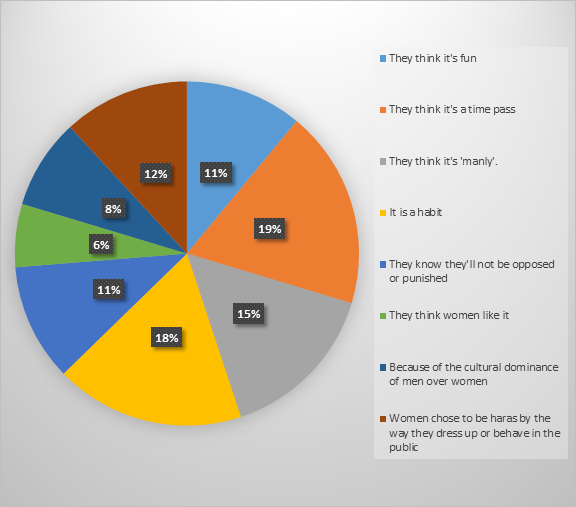 They think it's fun
They think it's a time pass
They think it's 'manly'.
It is a habit
They know they'll not be opposed
or punished
They think women like it
Because of the cultural dominance
of men over women
Women chose to be haras by the
way they dress up or behave in the
public
11%
19%
15%
18%
11%
6%
8%
12%